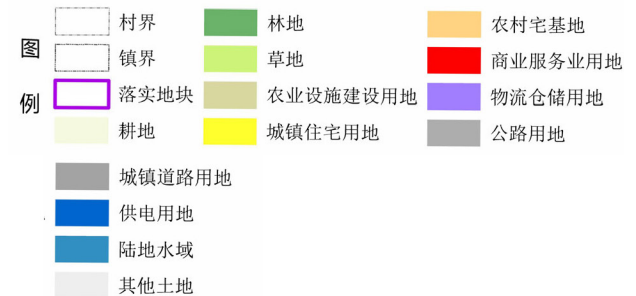 图例
村界
镇界
落实地块
耕地
林地
草地
农业设施建设用地
城镇住宅用地
农村宅基地
商业服务业用地
物流仓储用地
公路用地
城镇道路用地
供电用地
陆地水域
其他土地